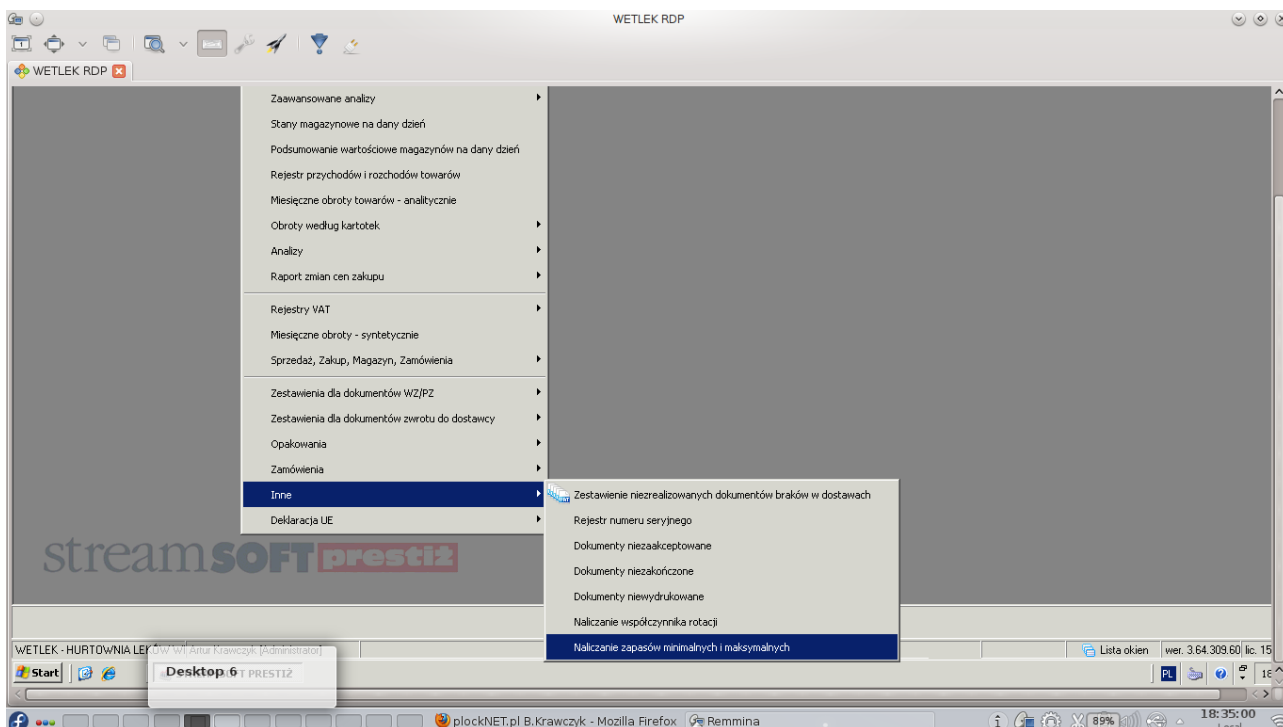 WETLEK RDP
WETLEK RDP
Zaawansowane analizy
Stany magazynowe na dany dzień
Podsumowanie wartościowe magazynów na dany dzień
Rejestr przychodów i rozchodów towarów
Miesięczne obroty towarów - analitycznie
Obroty według kartotek
Analizy
Raport zmian cen zakupu
Rejestry VAT
Miesięczne obroty - syntetycznie
Sprzedaż, Zakup, Magazyn, Zamówienia
Zestawienia dla dokumentów WZ/PZ
Zestawienia dla dokumentów zwrotu do dostawcy
Opakowania
Zamówienia
Inne
Deklaracja UE
Zestawienie niezrealizowanych dokumentów braków w dostawach
Rejestr numeru seryjnego
Dokumenty niezaakceptowane
Dokumenty niezakończone
Dokumenty niewydrukowane
Naliczanie współczynnika rotacji
Naliczanie zapasów minimalnych i maksymalnych
streamSOFT prestiż
WETLEK - HURTOWNIA LEKÓW WI Artur Krawczyk [Administrator]
Lista okien wer. 3.64.309.60 lic. 15
Start
Desktop 6
PRESTIŻ
PL
18
plockNET.pl B.Krawczyk - Mozilla Firefox
Remmina
89%
18:35:00